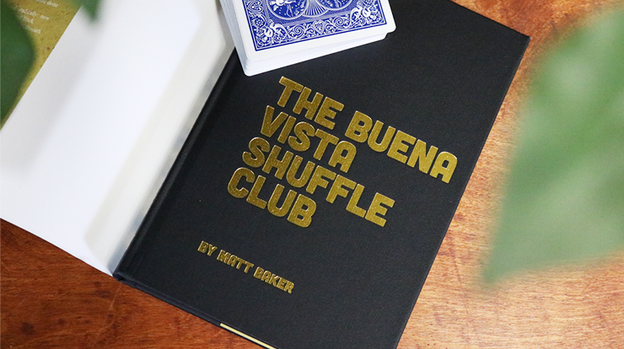 THE BUENA
VISTA
SHUFFLE
CLUB
BY MATT BAKER